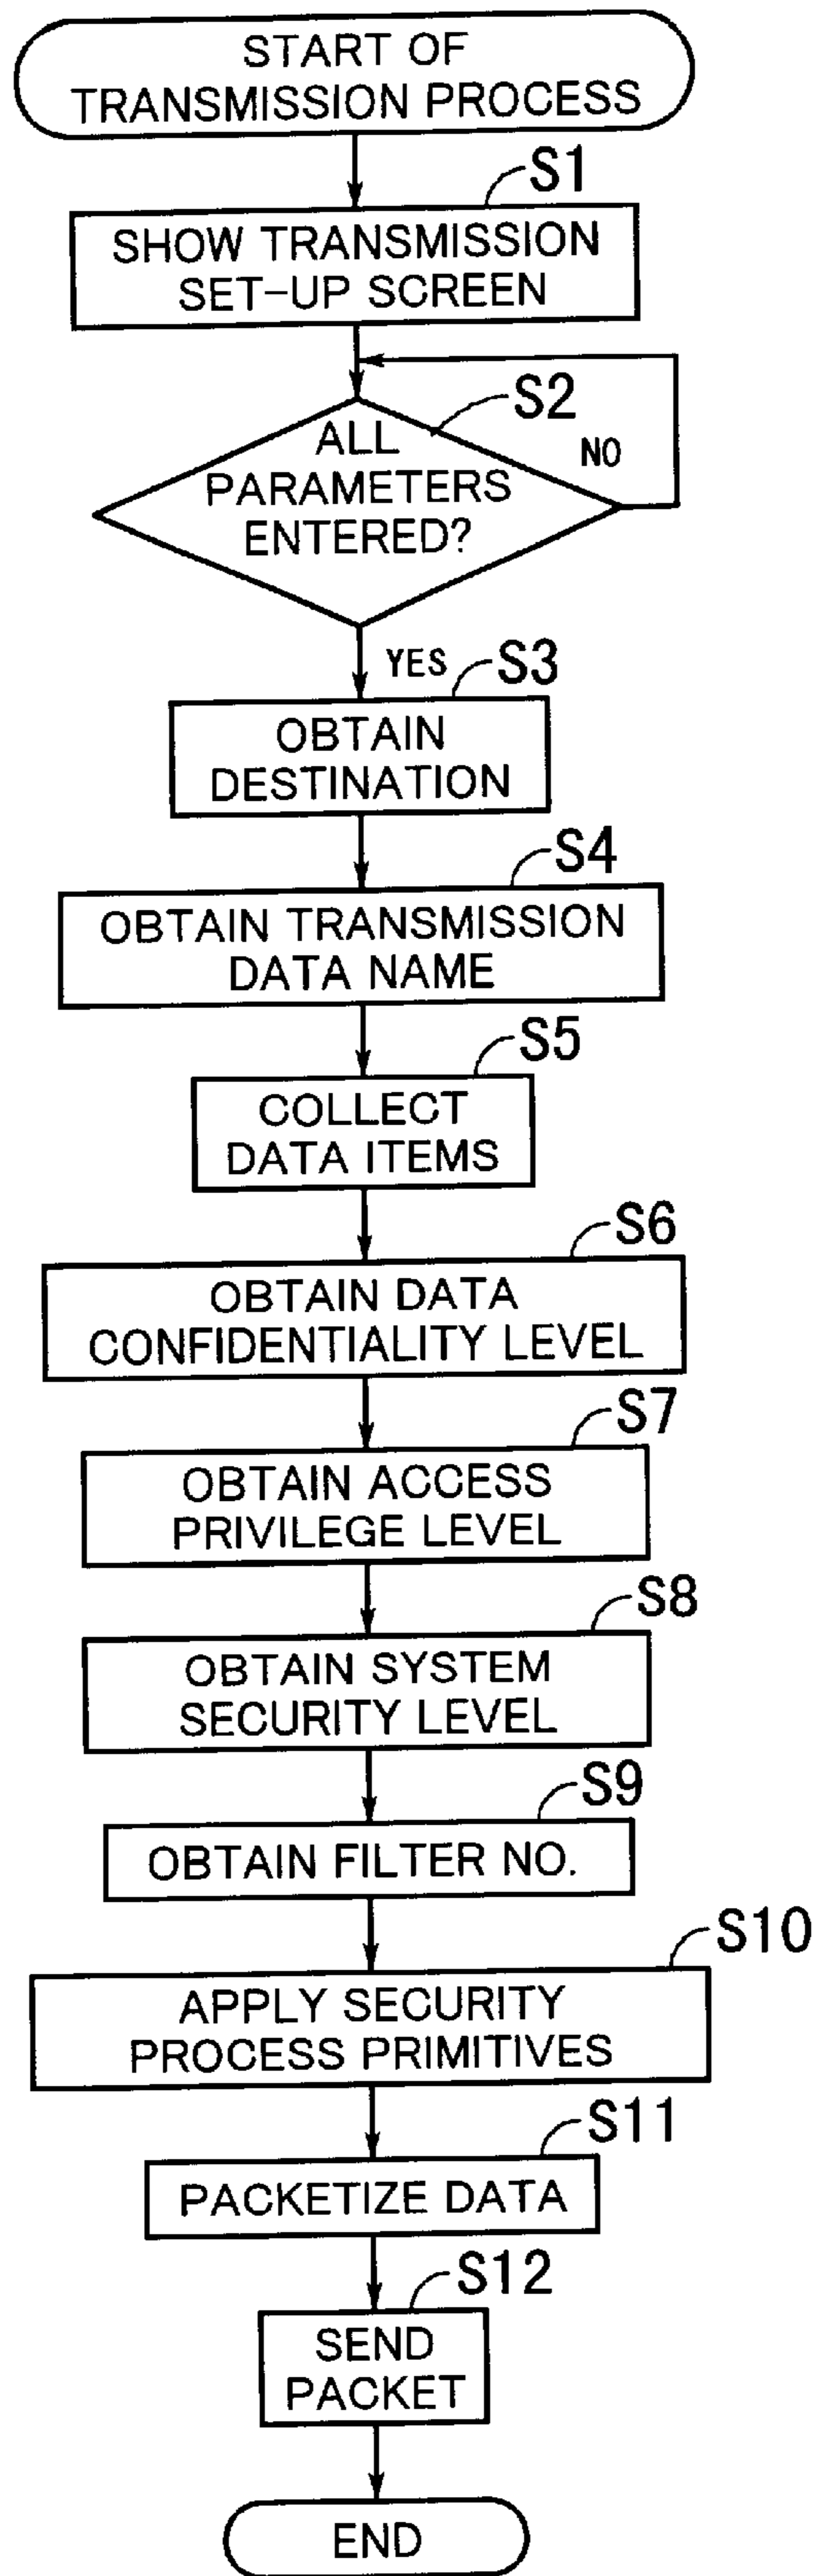 START OF
TRANSMISSION PROCESS
S1
SHOW TRANSMISSION
SET-UP SCREEN
S2
ALL
PARAMETERS
ENTERED?
NO
YES
S3
OBTAIN
DESTINATION
S4
OBTAIN TRANSMISSION
DATA NAME
S5
COLLECT
DATA ITEMS
S6
OBTAIN DATA
CONFIDENTIALITY LEVEL
S7
OBTAIN ACCESS
PRIVILEGE LEVEL
S8
OBTAIN SYSTEM
SECURITY LEVEL
S9
OBTAIN FILTER NO.
S10
APPLY SECURITY
PROCESS PRIMITIVES
S11
PACKETIZE DATA
S12
SEND
PACKET
END